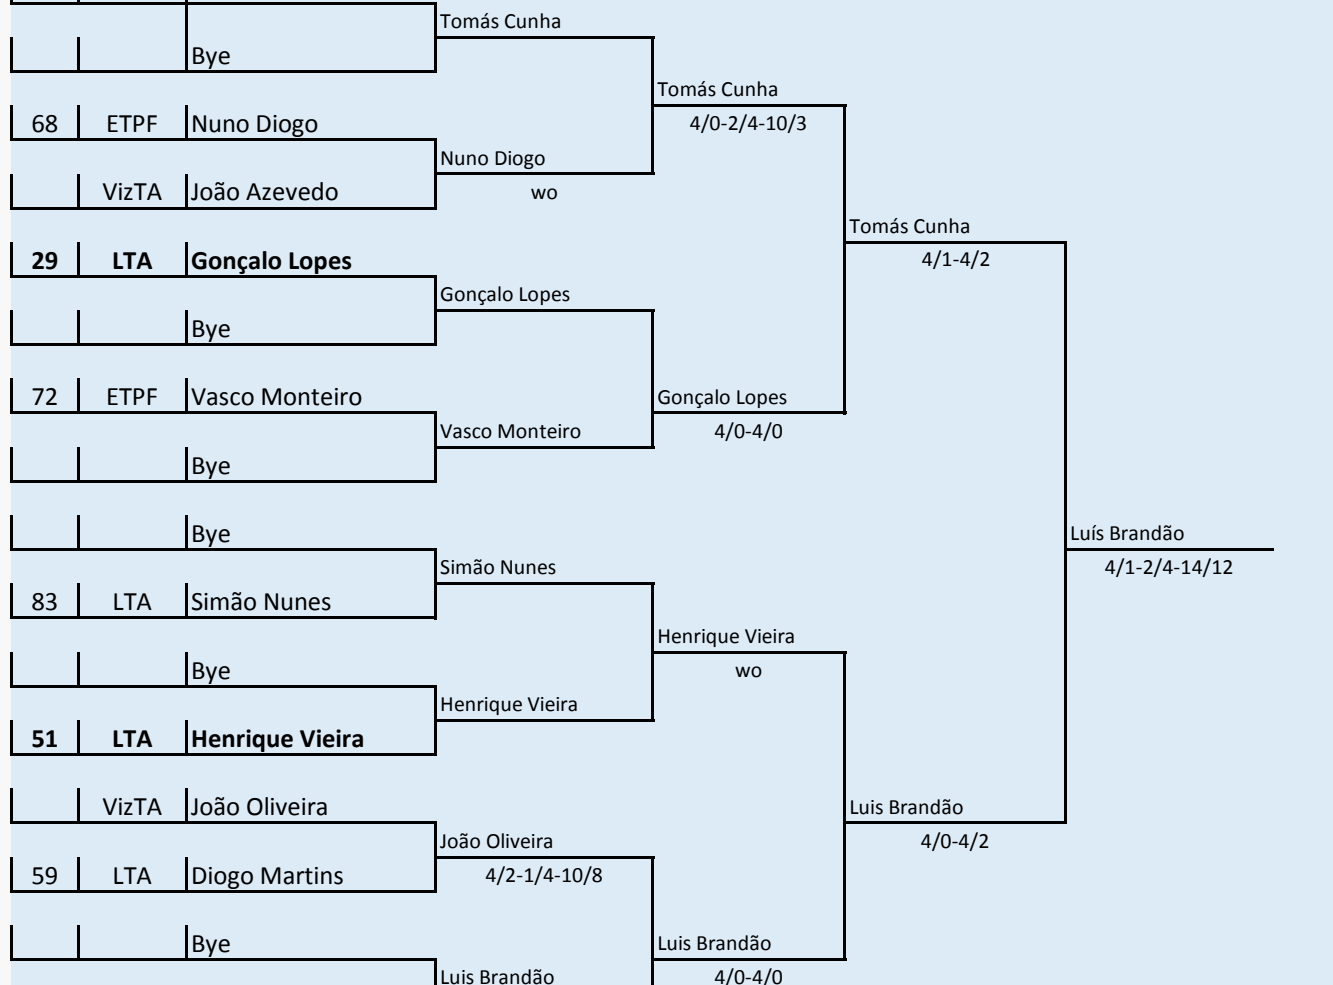 Tomás Cunha
Bye
Tomás Cunha
68 ETPF Nuno Diogo
4/0-2/4-10/3
Nuno Diogo
VizTA João Azevedo
wo
Tomás Cunha
29 LTA Gonçalo Lopes
4/1-4/2
Gonçalo Lopes
Bye
72 ETPF Vasco Monteiro
Gonçalo Lopes
Vasco Monteiro
4/0-4/0
Bye
Bye
Luís Brandão
Simão Nunes
4/1-2/4-14/12
83 LTA Simão Nunes
Henrique Vieira
Bye
wo
Henrique Vieira
51 LTA Henrique Vieira
VizTA João Oliveira
Luis Brandão
João Oliveira
4/0-4/2
59 LTA Diogo Martins
4/2-1/4-10/8
Bye
Luis Brandão
Luis Brandão
4/0-4/0